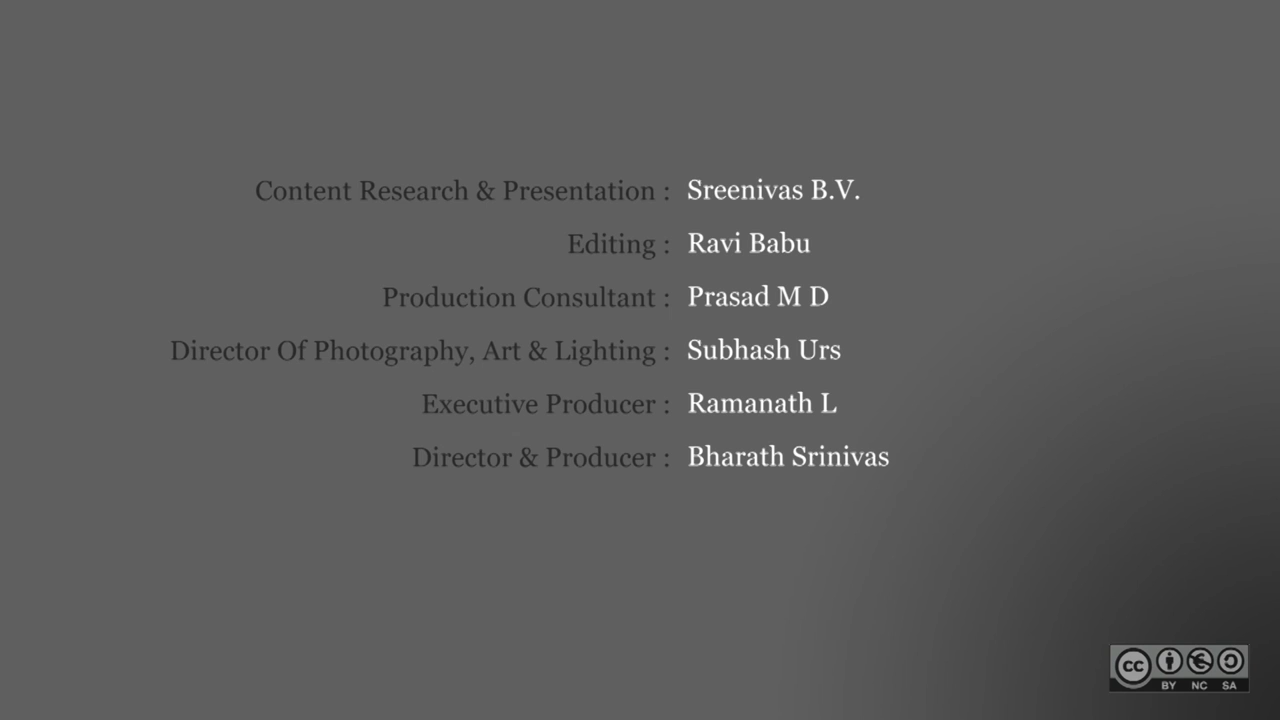 Content Research & Presentation : Sreenivas B.V.
Editing : Ravi Babu
Production Consultant : Prasad M D
Director Of Photography, Art & Lighting : Subhash Urs
Executive Producer : Ramanath L
Director & Producer : Bharath Srinivas
cc BY NC SA